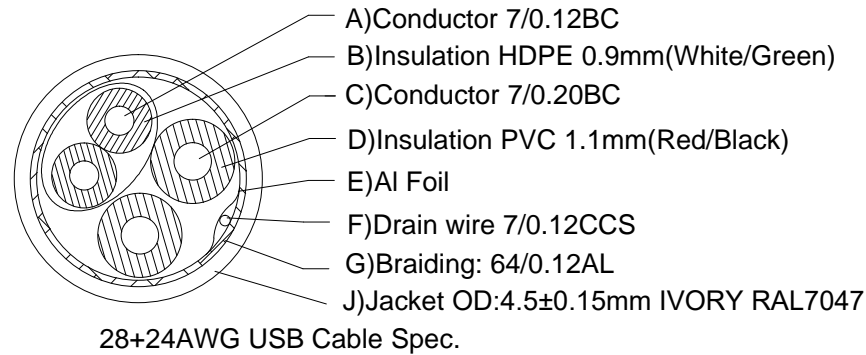 A)Conductor 7/0.12BC
B)Insulation HDPE 0.9mm(White/Green)
C)Conductor 7/0.20BC
D)Insulation PVC 1.1mm(Red/Black)
E)Al Foil
F)Drain wire 7/0.12CCS
G)Braiding: 64/0.12AL
J)Jacket OD:4.5±0.15mm IVORY RAL7047
28+24AWG USB Cable Spec.